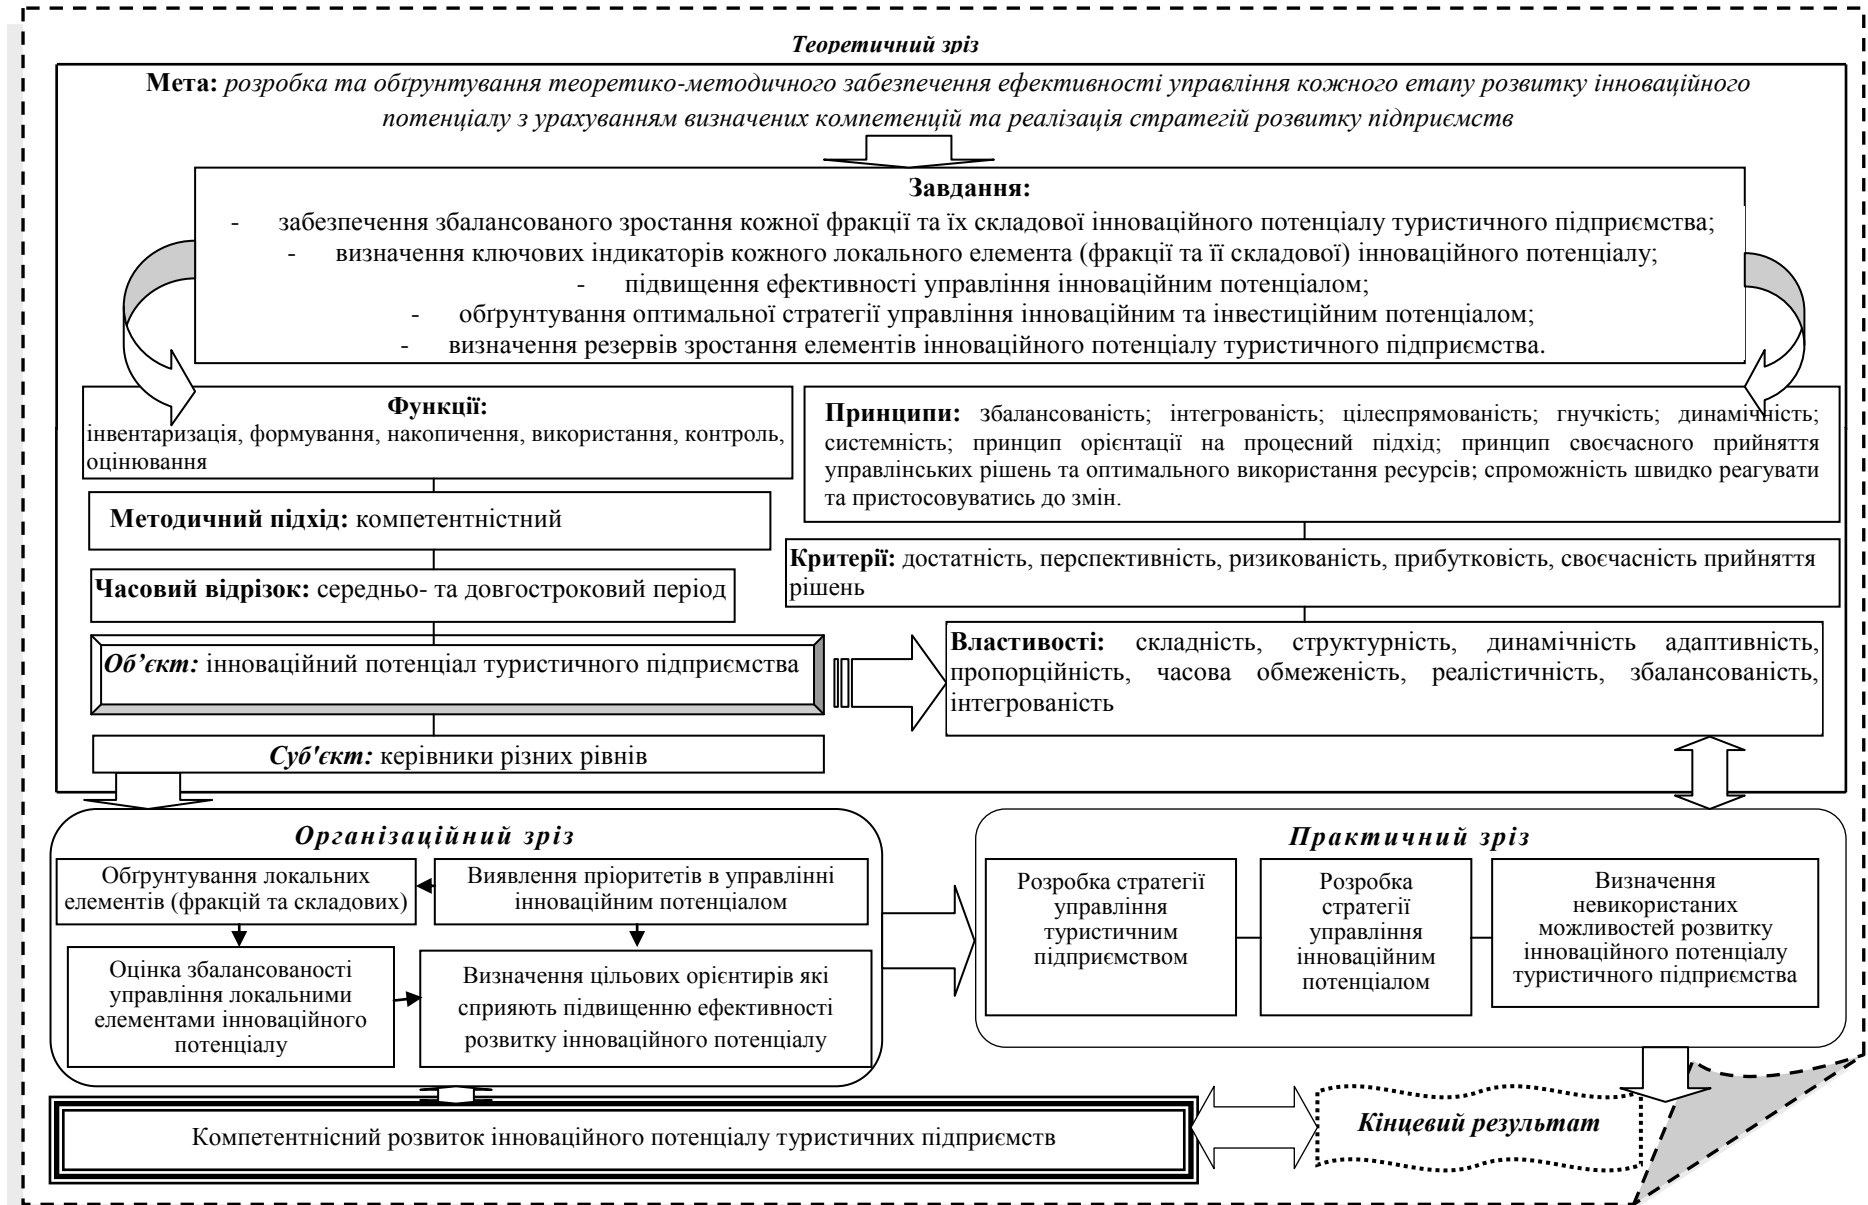 Теоретичний зріз
Мета: розробка та обґрунтування теоретико-методичного забезпечення ефективності управління кожного етапу розвитку інноваційного
потенціалу з урахуванням визначених компетенцій та реалізація стратегій розвитку підприємств
Завдання:
- забезпечення збалансованого зростання кожної фракції та їх складової інноваційного потенціалу туристичного підприємства;
- визначення ключових індикаторів кожного локального елемента (фракції та її складової) інноваційного потенціалу;
- підвищення ефективності управління інноваційним потенціалом;
- обґрунтування оптимальної стратегії управління інноваційним та інвестиційним потенціалом;
- визначення резервів зростання елементів інноваційного потенціалу туристичного підприємства.
Функції:
інвентаризація, формування, накопичення, використання, контроль,
оцінювання
Методичний підхід: компетентністний
Часовий відрізок: середньо- та довгостроковий період
Об’єкт: інноваційний потенціал туристичного підприємства
Суб'єкт: керівники різних рівнів
Принципи: збалансованість; інтегрованість; цілеспрямованість; гнучкість; динамічність;
системність; принцип орієнтації на процесний підхід; принцип своєчасного прийняття
управлінських рішень та оптимального використання ресурсів; спроможність швидко реагувати
та пристосовуватись до змін.
Критерії: достатність, перспективність, ризикованість, прибутковість, своєчасність прийняття
рішень
Властивості: складність, структурність, динамічність адаптивність,
пропорційність, часова обмеженість, реалістичність, збалансованість,
інтегрованість
Організаційний зріз
Обґрунтування локальних
елементів (фракцій та складових)
Виявлення пріоритетів в управлінні
інноваційним потенціалом
Оцінка збалансованості
управління локальними
елементами інноваційного
потенціалу
Визначення цільових орієнтирів які
сприяють підвищенню ефективності
розвитку інноваційного потенціалу
Практичний зріз
Розробка стратегії
управління
туристичним
підприємством
Розробка
стратегії
управління
інноваційним
потенціалом
Визначення
невикористаних
можливостей розвитку
інноваційного потенціалу
туристичного підприємства
Компетентнісний розвиток інноваційного потенціалу туристичних підприємств
Кінцевий результат